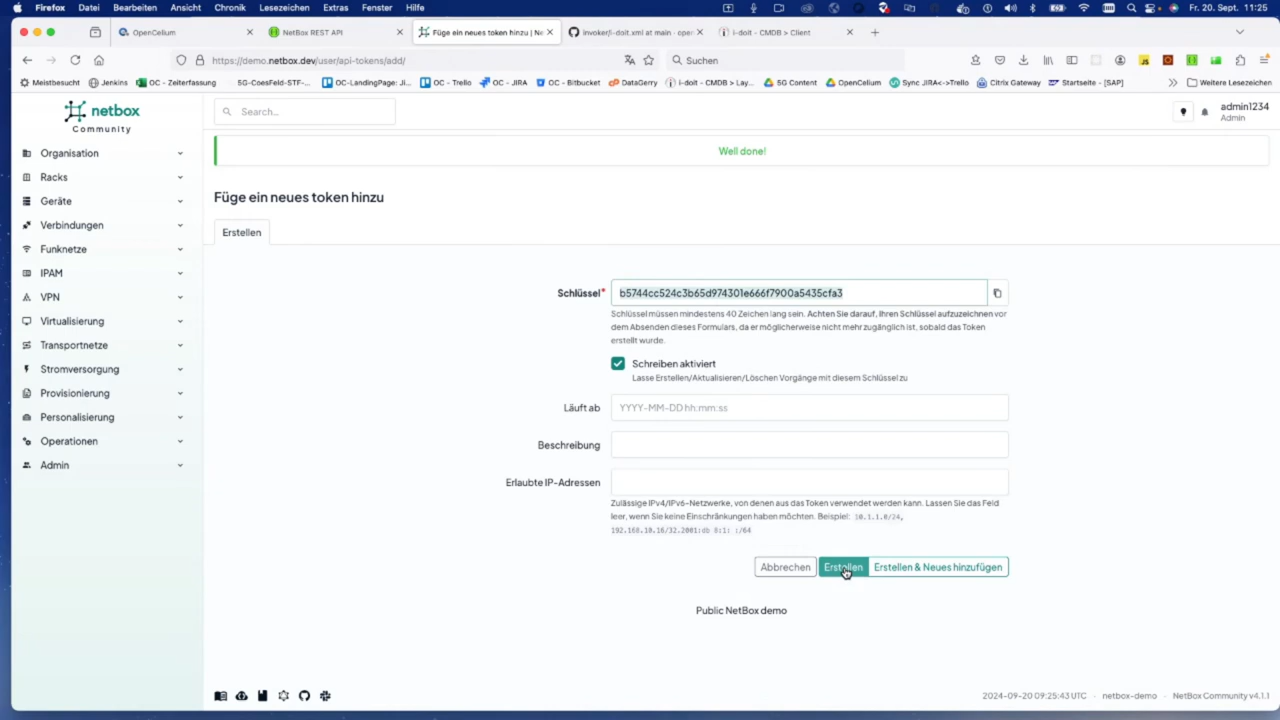 Firefox Datei Bearbeiten Ansicht Chronik Lesezeichen Extras Fenster Hilfe
Fr. 20. Sept. 11:25
OpenCelium
NetBox REST API
Füge ein neues token hinzu | Ne
invoker/i-doit.xml at main · oper
i-doit - CMDB > Client
https://demo.netbox.dev/user/api-tokens/add/
Suchen
Meistbesucht
Jenkins
OC - Zeiterfassung
5G-CoesFeld-STF-...
OC-LandingPage: Ji...
OC - Trello
OC - JIRA
OC - Bitbucket
DataGerry
i-doit - CMDB > Lay...
5G Content
OpenCelium
Sync JIRA<->Trello
Citrix Gateway
Startseite - [SAP]
Weitere Lesezeichen
netbox
Community
Search...
admin1234
Admin
Organisation
Racks
Geräte
Verbindungen
Funknetze
IPAM
VPN
Virtualisierung
Transportnetze
Stromversorgung
Provisionierung
Personalisierung
Operationen
Admin
Well done!
Füge ein neues token hinzu
Erstellen
Schlüssel*
b5744cc524c3b65d974301e666f7900a5435cfa3
Schlüssel müssen mindestens 40 Zeichen lang sein. Achten Sie darauf, Ihren Schlüssel aufzuzeichnen vor
dem Absenden dieses Formulars, da er möglicherweise nicht mehr zugänglich ist, sobald das Token
erstellt wurde.
Schreiben aktiviert
Lasse Erstellen/Aktualisieren/Löschen Vorgänge mit diesem Schlüssel zu
Läuft ab
YYYY-MM-DD hh:mm:ss
Beschreibung
Erlaubte IP-Adressen
Zulässige IPv4/IPv6-Netzwerke, von denen aus das Token verwendet werden kann. Lassen Sie das Feld
leer, wenn Sie keine Einschränkungen haben möchten. Beispiel: 10.1.1.0/24,
192.168.10.16/32.2001:db 8:1: :/64
Abbrechen
Erstellen
Erstellen & Neues hinzufügen
Public NetBox demo
2024-09-20 09:25:43 UTC · netbox-demo · NetBox Community v4.1.1